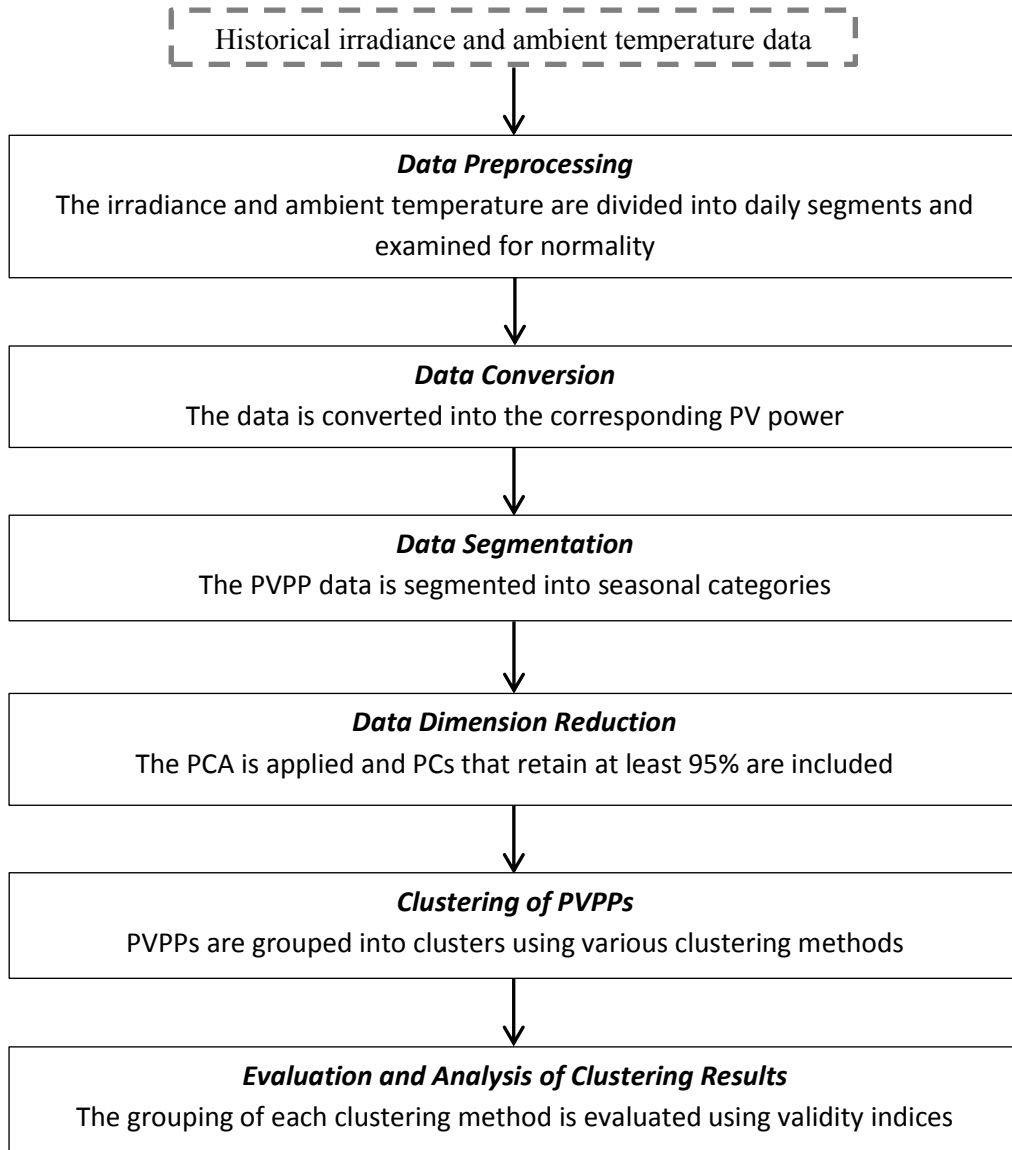 Historical irradiance and ambient temperature data
Data Preprocessing
The irradiance and ambient temperature are divided into daily segments and
examined for normality
Data Conversion
The data is converted into the corresponding PV power
Data Segmentation
The PVPP data is segmented into seasonal categories
Data Dimension Reduction
The PCA is applied and PCs that retain at least 95% are included
Clustering of PVPPs
PVPPs are grouped into clusters using various clustering methods
Evaluation and Analysis of Clustering Results
The grouping of each clustering method is evaluated using validity indices